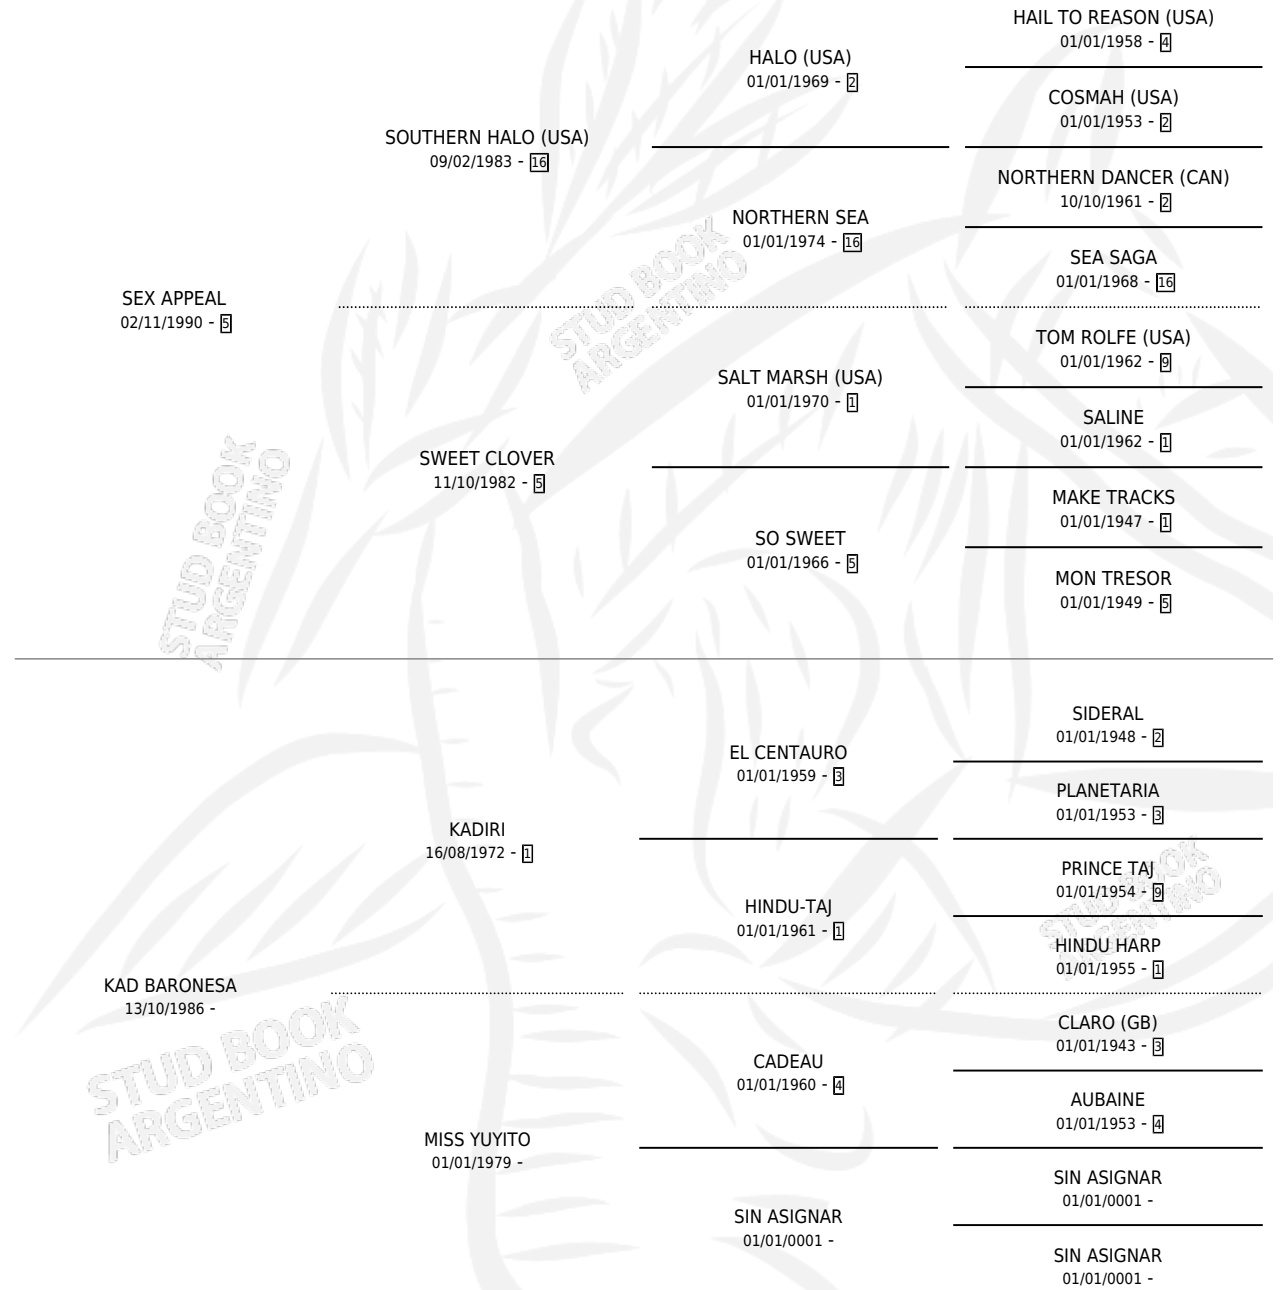 HAIL TO REASON (USA)
01/01/1958 - 4
HALO (USA)
01/01/1969 - 2
COSMAH (USA)
01/01/1953 - 2
SOUTHERN HALO (USA)
09/02/1983 - 16
NORTHERN DANCER (CAN)
10/10/1961 - 2
NORTHERN SEA
01/01/1974 - 16
SEA SAGA
01/01/1968 - 16
SEX APPEAL
02/11/1990 - 5
STUD BOOK
ARGENTINO
TOM ROLFE (USA)
01/01/1962 - 9
SALT MARSH (USA)
01/01/1970 - 1
SALINE
01/01/1962 - 1
SWEET CLOVER
11/10/1982 - 5
MAKE TRACKS
01/01/1947 - 1
SO SWEET
01/01/1966 - 5
MON TRESOR
01/01/1949 - 5
STUD BOOK
ARGENTINO
SIDERAL
01/01/1948 - 2
EL CENTAURO
01/01/1959 - 3
PLANETARIA
01/01/1953 - 3
KADIRI
16/08/1972 - 1
PRINCE TAJ
01/01/1954 - 9
HINDU-TAJ
01/01/1961 - 1
HINDU HARP
01/01/1955 - 1
STUD BOOK
ARGENTINO
KAD BARONESA
13/10/1986 -
CLARO (GB)
01/01/1943 - 3
CADEAU
01/01/1960 - 4
AUBAINE
01/01/1953 - 4
STUD BOOK
ARGENTINO
MISS YUYITO
01/01/1979 -
SIN ASIGNAR
01/01/0001 -
SIN ASIGNAR
01/01/0001 -
SIN ASIGNAR
01/01/0001 -